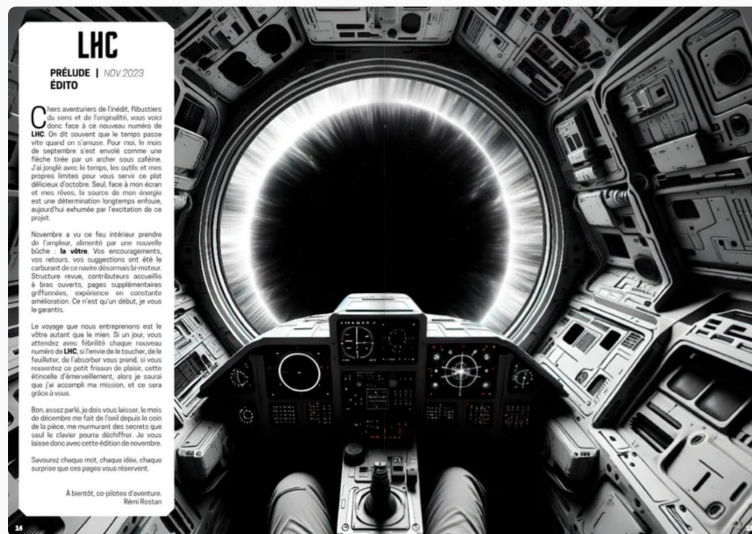 LHC
PRÉLUDE | NOV.2023
ÉDITO
Chers aventuriers de l'inédit, flibustiers
du sens et de l'originalité, vous voici
donc face à ce nouveau numéro de
LHC. On dit souvent que le temps passe
vite quand on s'amuse. Pour moi, le mois
de septembre s'est envolé comme une
flèche tirée par un archer sous caféine.
J'ai jonglé avec le temps, les outils et mes
propres limites pour vous servir ce plat
délicieux d'octobre. Seul, face à mon écran
et mes rêves, la source de mon énergie
est une détermination longtemps enfouie,
aujourd'hui exhumée par l'excitation de ce
projet.
Novembre a vu ce feu intérieur prendre
de l'ampleur, alimenté par une nouvelle
bûche : la vôtre. Vos encouragements,
vos retours, vos suggestions ont été le
carburant de ce navire désormais bi-moteur.
Structure revue, contributeurs accueillis
à bras ouverts, pages supplémentaires
griffonnées, expérience en constante
amélioration. Ce n'est qu'un début, je vous
le garantis.
Le voyage que nous entreprenons est le
vôtre autant que le mien. Si un jour, vous
attendez avec fébrilité chaque nouveau
numéro de LHC, si l'envie de le toucher, de le
feuilleter, de l'absorber vous prend, si vous
ressentez ce petit frisson de plaisir, cette
étincelle d'émerveillement, alors je saurai
que j'ai accompli ma mission, et ce sera
grâce à vous.
Bon, assez parlé, je dois vous laisser, le mois
de décembre me fait de l'oeil depuis le coin
de la pièce, me murmurant des secrets que
seul le clavier pourra déchiffrer. Je vous
laisse donc avec cette édition de novembre.
Savourez chaque mot, chaque idée, chaque
surprise que ces pages vous réservent.
À bientôt, co-pilotes d'aventure.
Rémi Rostan
14